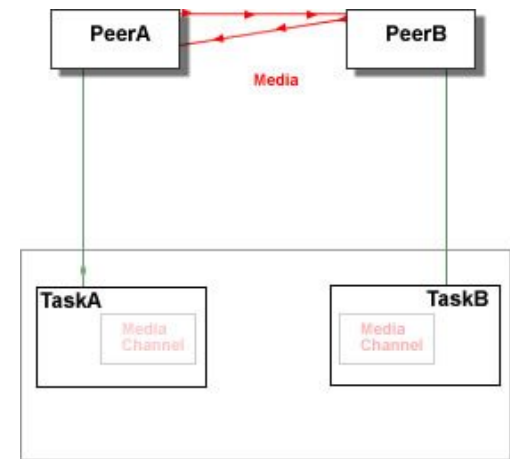 PeerA
PeerB
Media
TaskA
TaskB
Media
Channel
Media
Channel